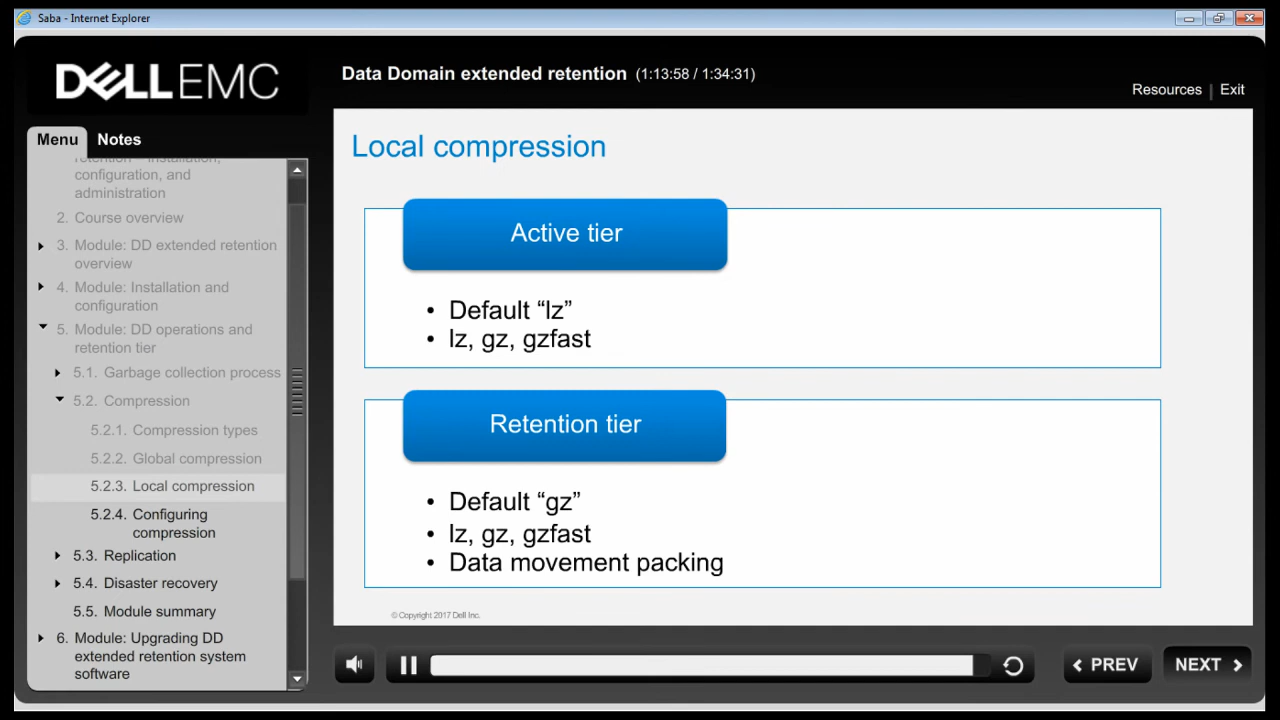 Saba - Internet Explorer
DELLEMC
Data Domain extended retention (1:13:58 / 1:34:31)
Resources | Exit
Menu
Notes
retention - installation,
configuration, and
administration
2. Course overview
3. Module: DD extended retention
overview
4. Module: Installation and
configuration
5. Module: DD operations and
retention tier
5.1. Garbage collection process
5.2. Compression
5.2.1. Compression types
5.2.2. Global compression
5.2.3. Local compression
5.2.4. Configuring
compression
5.3. Replication
5.4. Disaster recovery
5.5. Module summary
6. Module: Upgrading DD
extended retention system
software
Local compression
Active tier
• Default “lz”
• lz, gz, gzfast
Retention tier
• Default “gz”
• lz, gz, gzfast
• Data movement packing
© Copyright 2017 Dell Inc.
PREV
NEXT